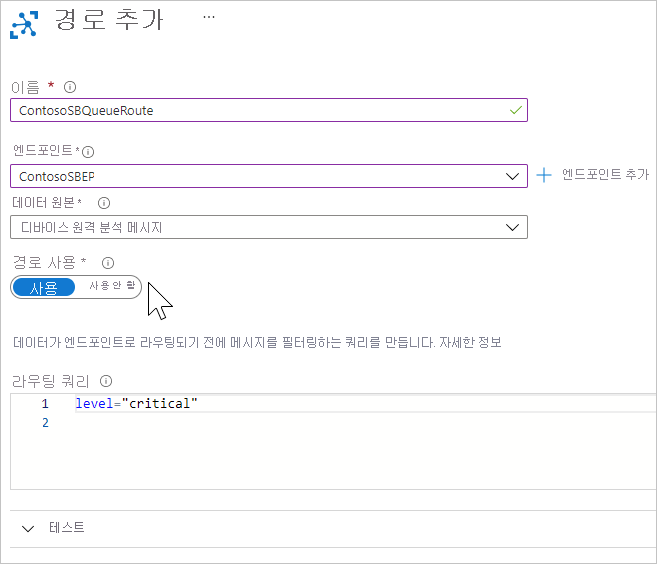 경로 추가 ...
이름 *
ContosoSBQueueRoute
엔드포인트 *
ContosoSBEP
엔드포인트 추가
데이터 원본 *
디바이스 원격 분석 메시지
경로 사용 *
사용 사용 안 함
데이터가 엔드포인트로 라우팅되기 전에 메시지를 필터링하는 쿼리를 만듭니다. 자세한 정보
라우팅 쿼리
1 level="critical"
2
테스트